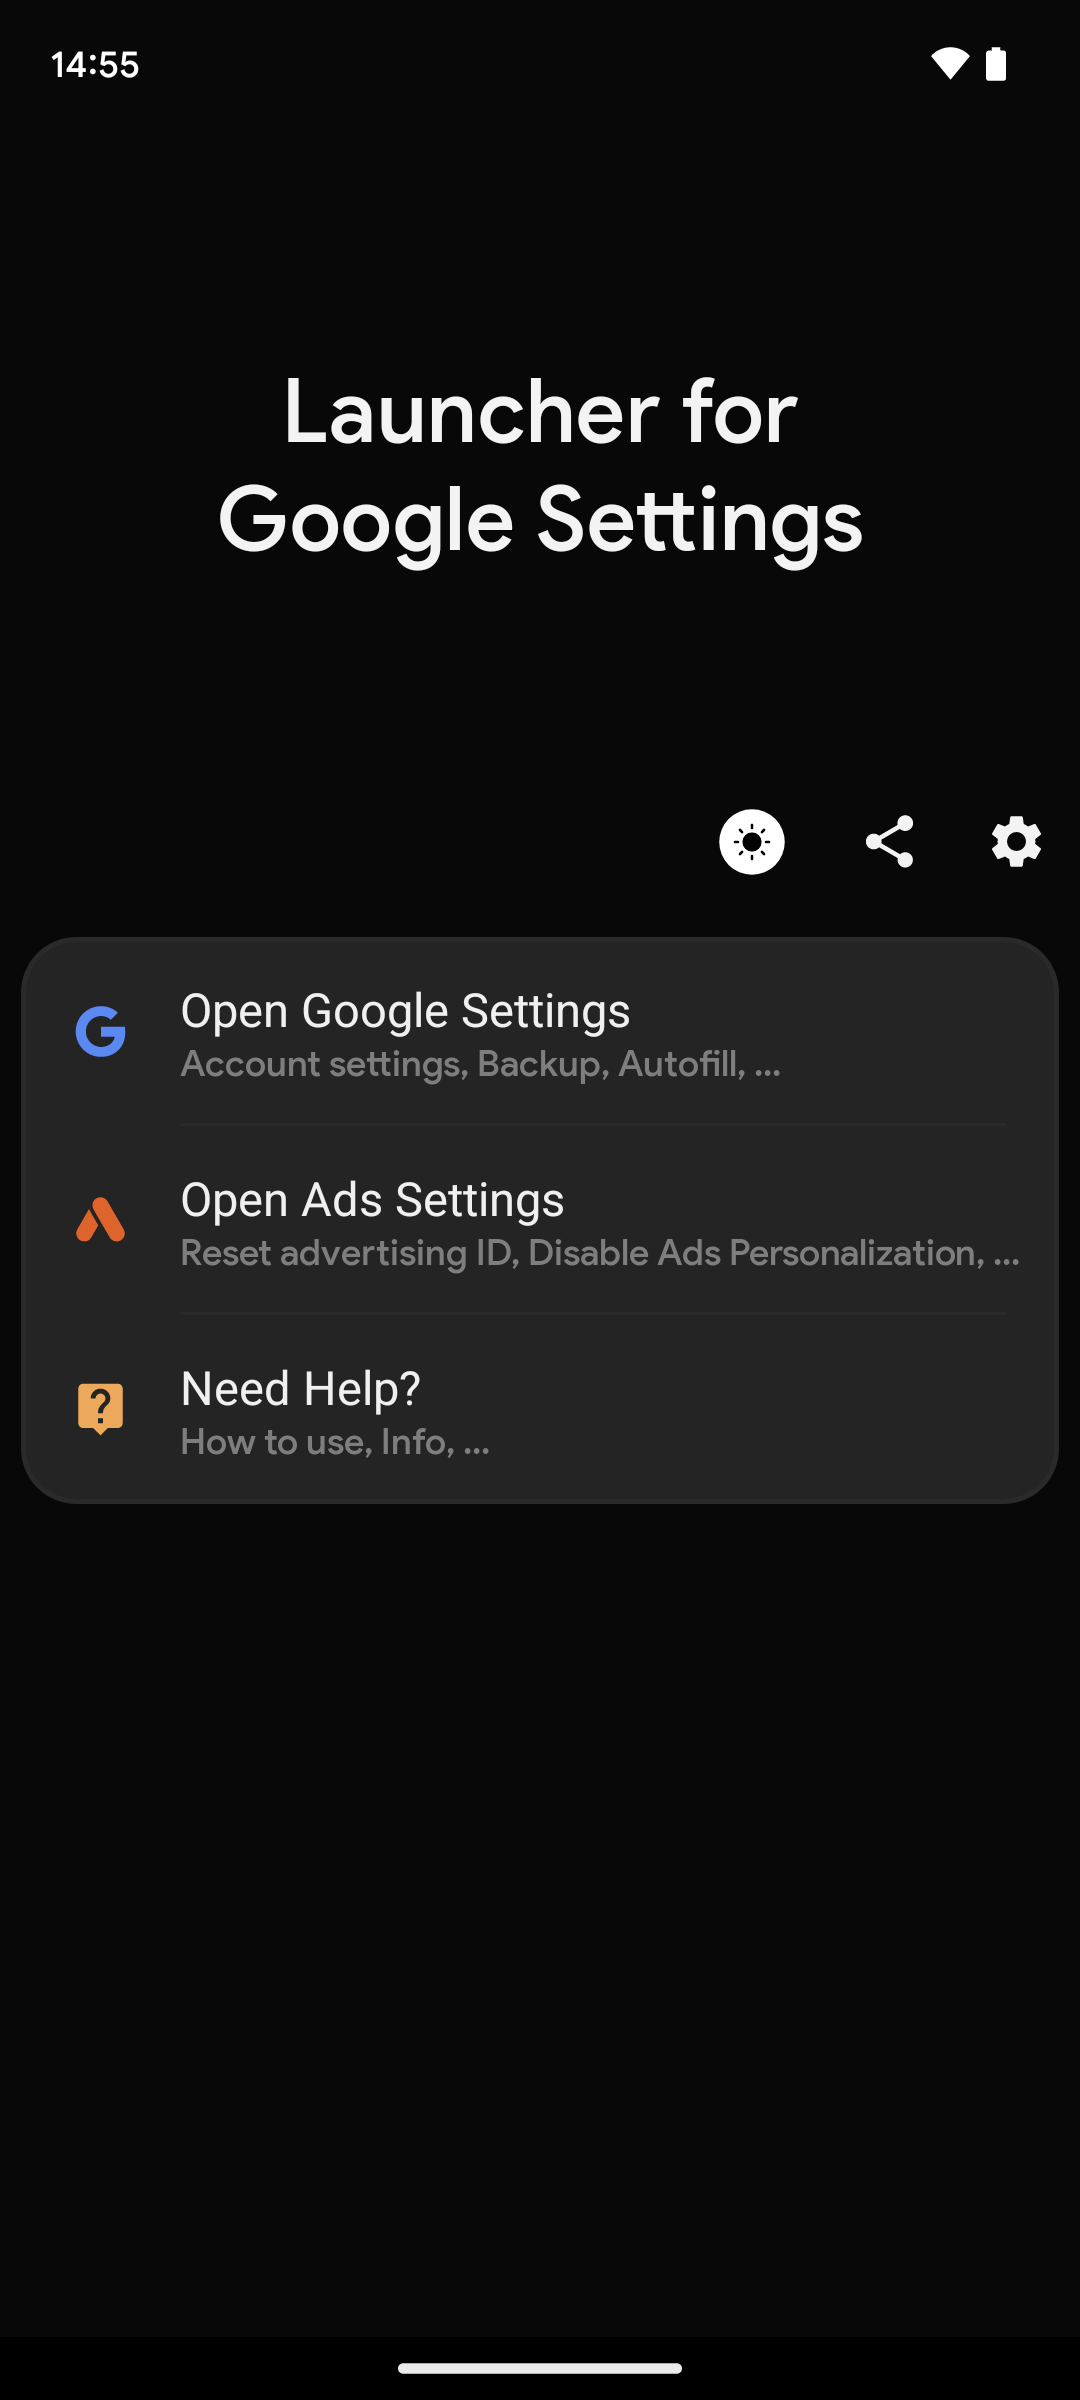 14:55
Launcher for
Google Settings
Open Google Settings
Account settings, Backup, Autofill, ...
Open Ads Settings
Reset advertising ID, Disable Ads Personalization, ...
Need Help?
How to use, Info, ...